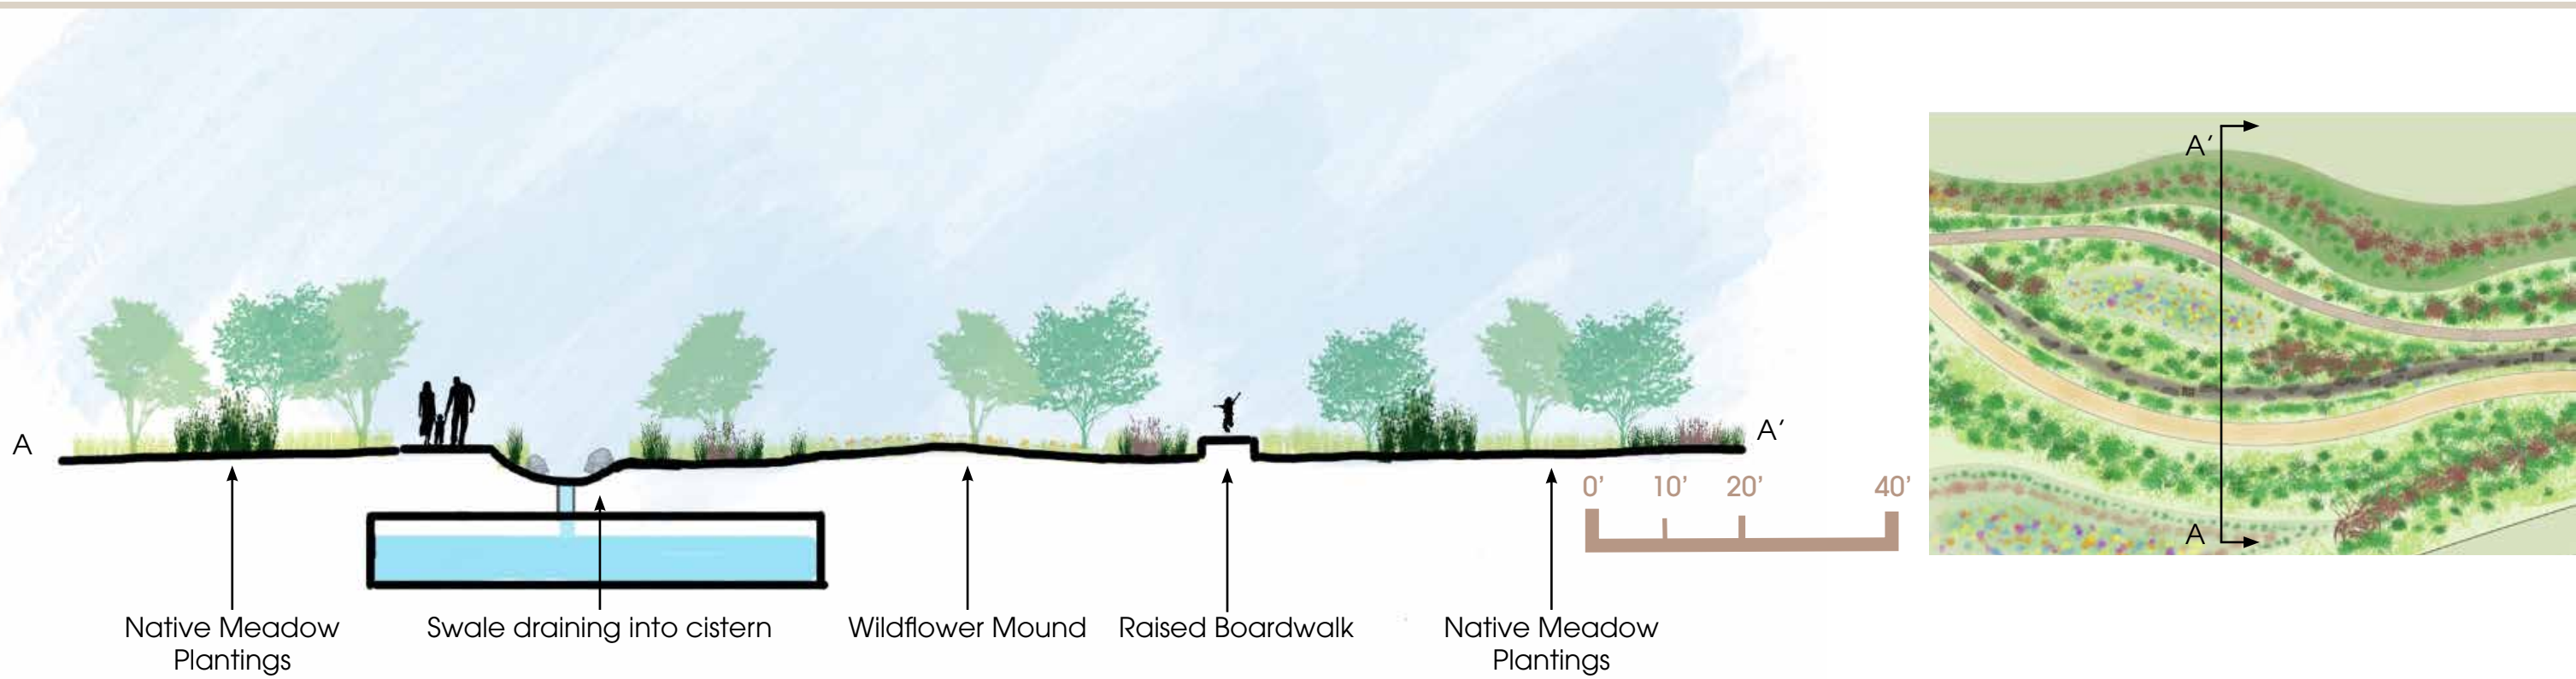 A
A'
0' 10' 20' 40'
Native Meadow
Plantings
Swale draining into cistern
Wildflower Mound
Raised Boardwalk
Native Meadow
Plantings
A'
A